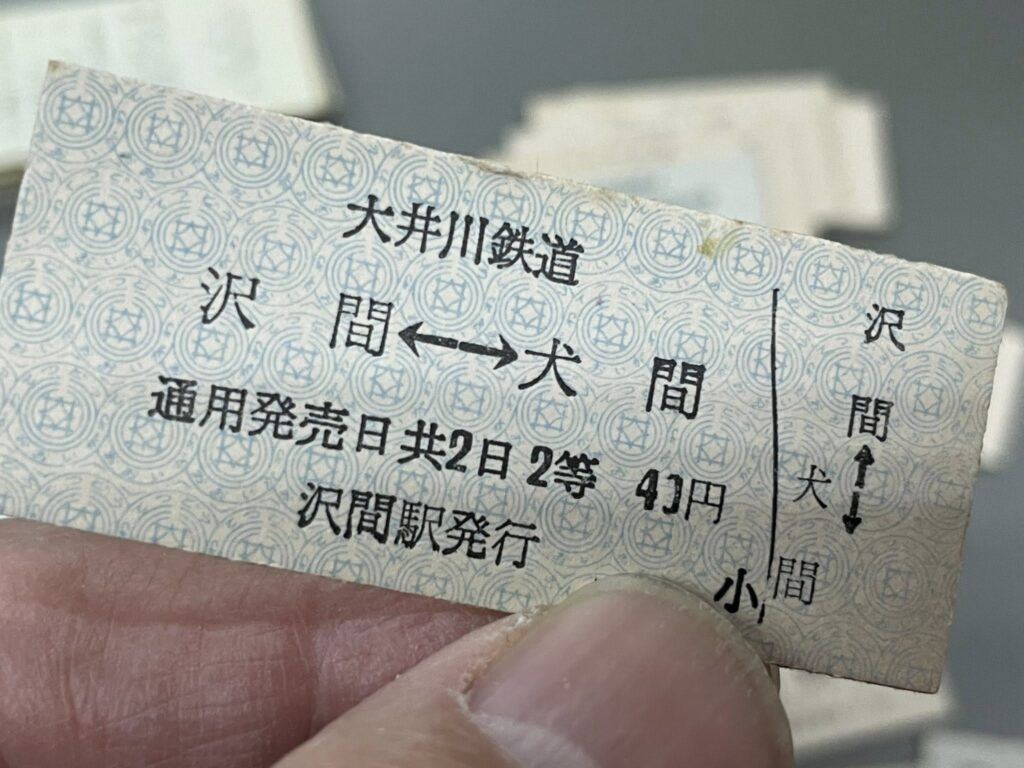 大井川鉄道
沢間←→犬間
通用発売日共2日 2等 40円
沢間駅発行
小
沢間
↕
犬間